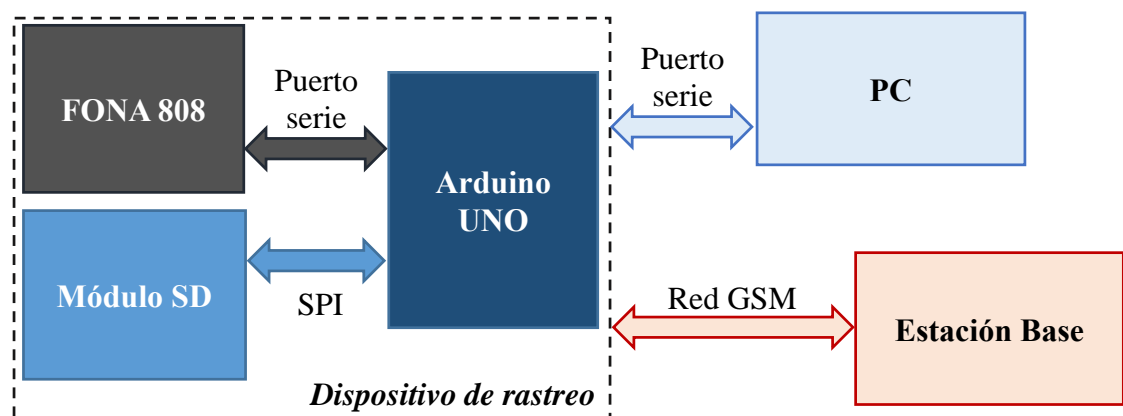 FONA 808
Puerto
serie
Arduino
UNO
Puerto
serie
PC
Módulo SD
SPI
Red GSM
Estación Base
Dispositivo de rastreo